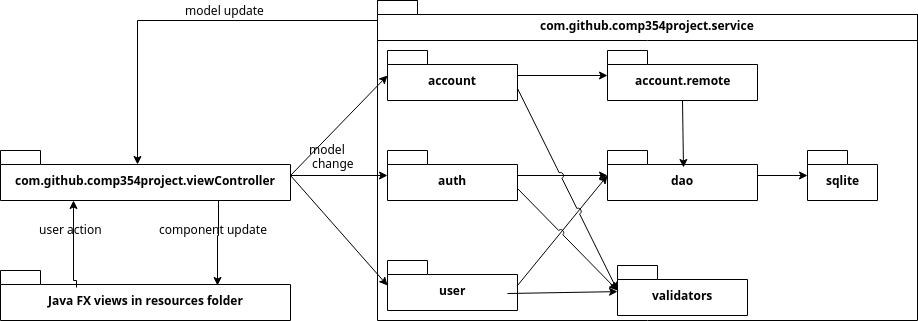 model update
com.github.comp354project.service
account
account.remote
model
change
com.github.comp354project.viewController
auth
dao
sqlite
user action
component update
user
validators
Java FX views in resources folder